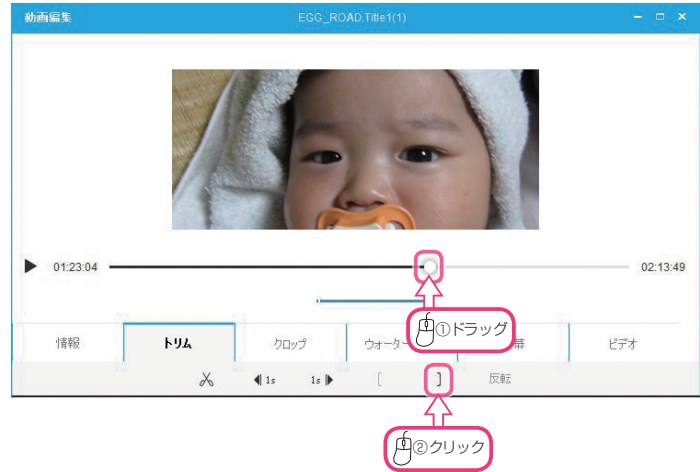 動画編集 EGG_ROAD.Title1(1)
01:23:04 02:13:49
①ドラッグ
情報 トリム クロップ ウォーター 幕 ビデオ
1s 1s [ ] 反転
②クリック